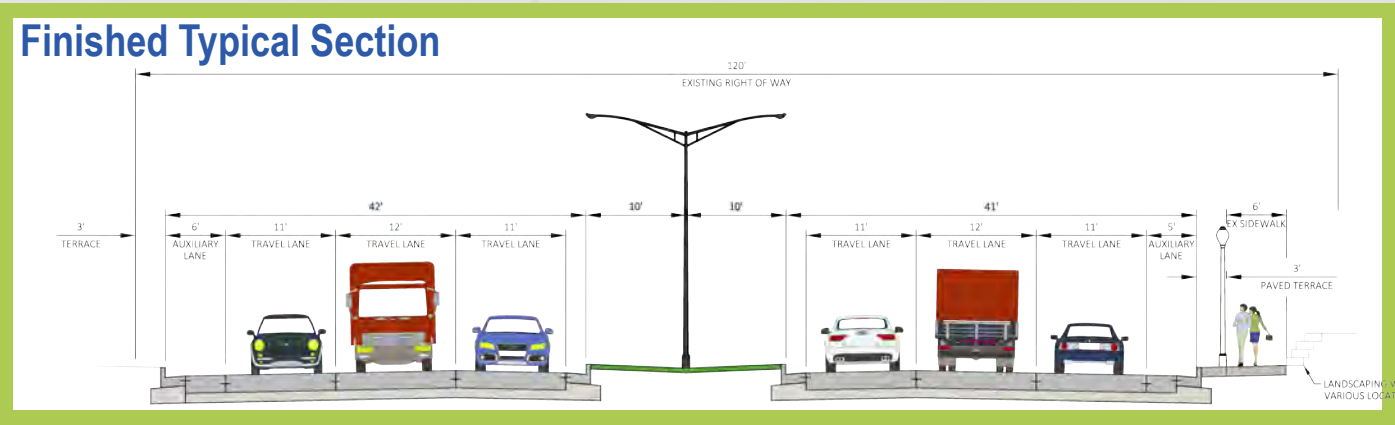 Finished Typical Section
120'
EXISTING RIGHT OF WAY
42'
10'
10'
41'
3'
TERRACE
6'
AUXILIARY
LANE
11'
TRAVEL LANE
12'
TRAVEL LANE
11'
TRAVEL LANE
11'
TRAVEL LANE
12'
TRAVEL LANE
11'
TRAVEL LANE
5'
AUXILIARY
LANE
6'
EX SIDEWALK
3'
PAVED TERRACE
LANDSCAPING
VARIOUS